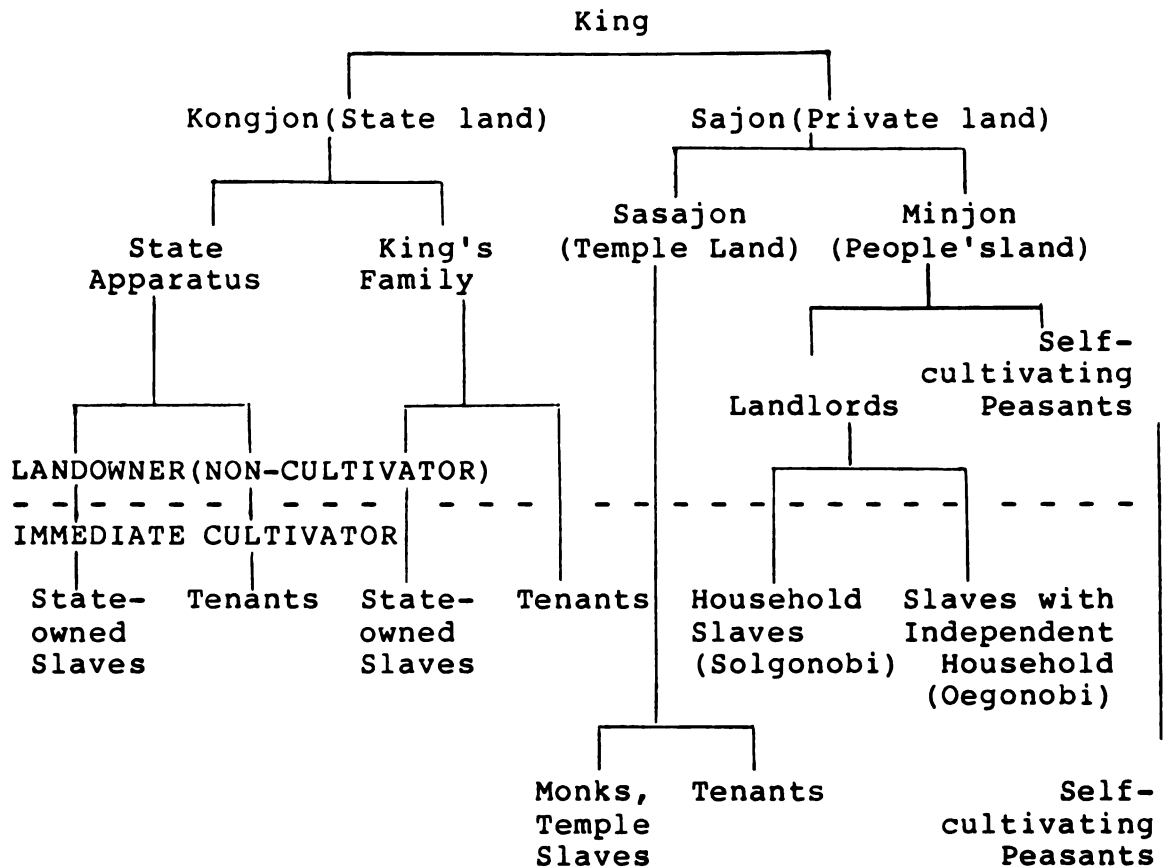 King
Kongjon(State land)
Sajon(Private land)
State
Apparatus
King's
Family
Sasajon
(Temple Land)
Minjon
(People'sland)
Landlords
Self-
cultivating
Peasants
LANDOWNER(NON-CULTIVATOR)
IMMEDIATE CULTIVATOR
State-
owned
Slaves
Tenants
State-
owned
Slaves
Tenants
Household
Slaves
(Solgonobi)
Slaves with
Independent
Household
(Oegonobi)
Monks,
Temple
Slaves
Tenants
Self-
cultivating
Peasants